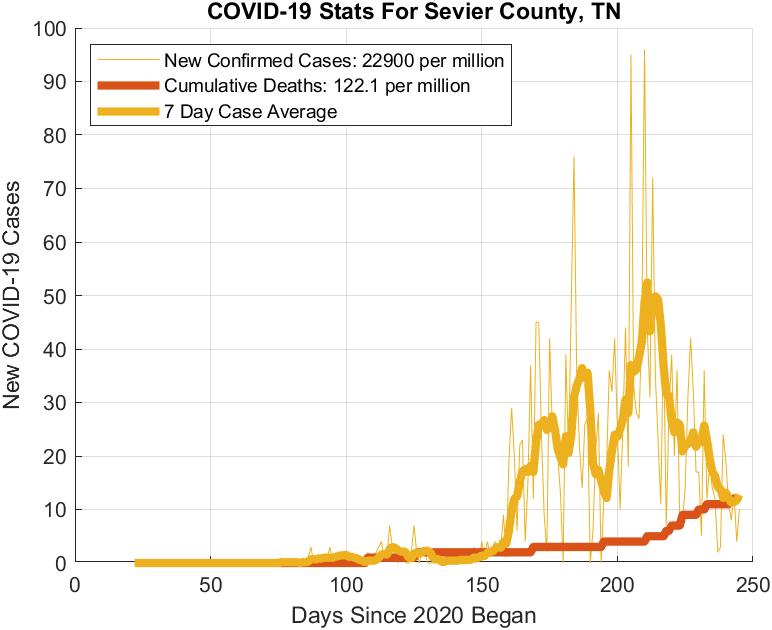 COVID-19 Stats For Sevier County, TN
New Confirmed Cases: 22900 per million
Cumulative Deaths: 122.1 per million
7 Day Case Average
New COVID-19 Cases
100
90
80
70
60
50
40
30
20
10
0
0 50 100 150 200 250
Days Since 2020 Began